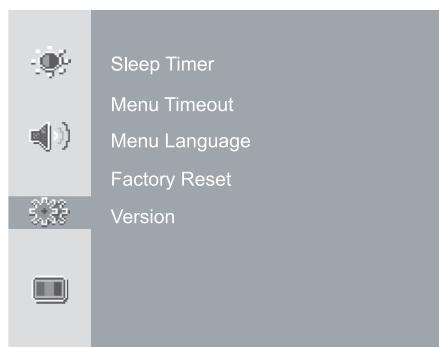 Sleep Timer
Menu Timeout
Menu Language
Factory Reset
Version